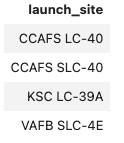 launch_site
CCAFS LC-40
CCAFS SLC-40
KSC LC-39A
VAFB SLC-4E